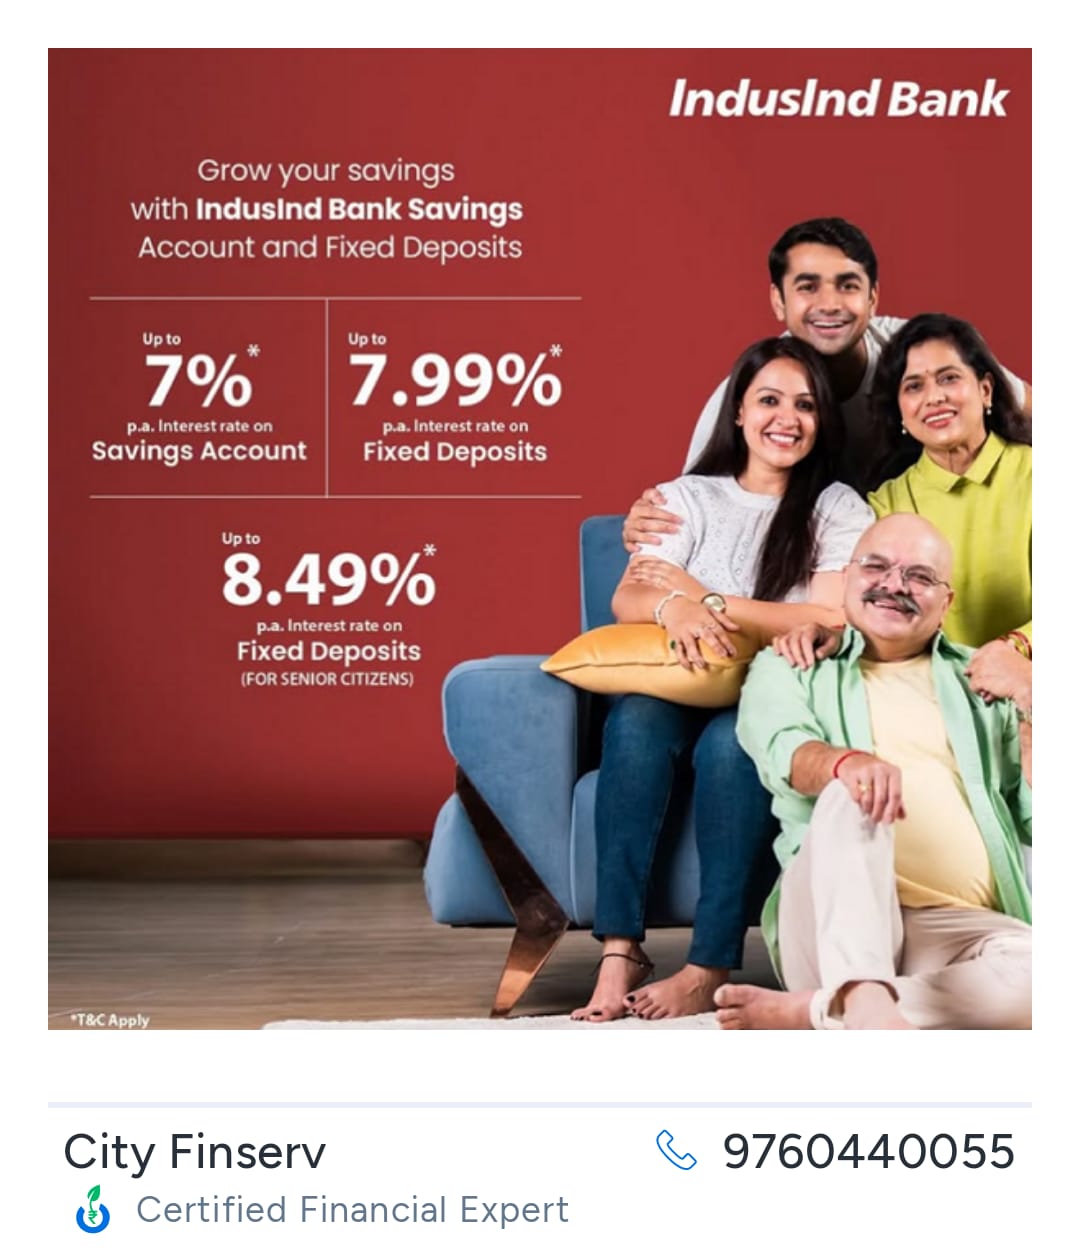 IndusInd Bank
Grow your savings
with IndusInd Bank Savings
Account and Fixed Deposits
Up to
7%*
p.a. Interest rate on
Savings Account
Up to
7.99%*
p.a. Interest rate on
Fixed Deposits
Up to
8.49%*
p.a. Interest rate on
Fixed Deposits
(FOR SENIOR CITIZENS)
*T&C Apply
City Finserv
9760440055
₹
Certified Financial Expert